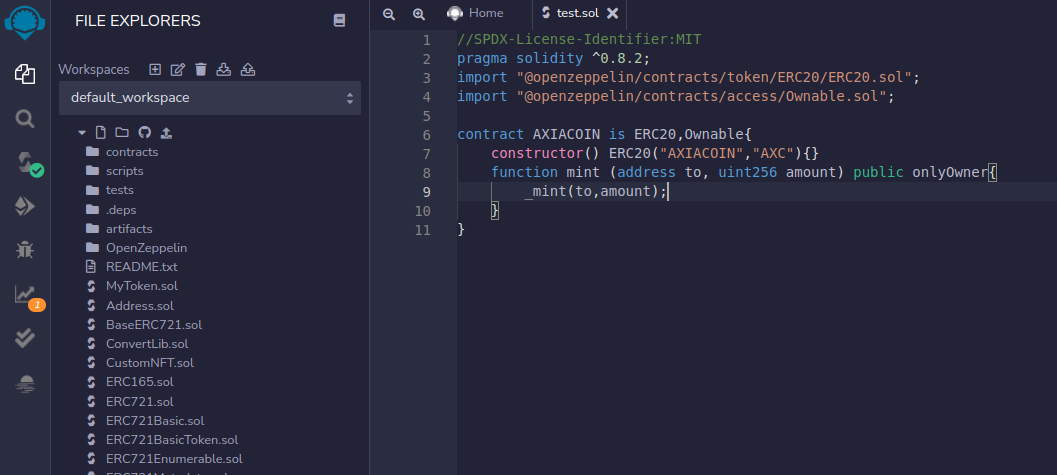 FILE EXPLORERS
Workspaces
default_workspace
contracts
scripts
tests
.deps
artifacts
OpenZeppelin
README.txt
MyToken.sol
Address.sol
BaseERC721.sol
ConvertLib.sol
CustomNFT.sol
ERC165.sol
ERC721.sol
ERC721Basic.sol
ERC721BasicToken.sol
ERC721Enumerable.sol
1
Home
test.sol
1 //SPDX-License-Identifier:MIT
2 pragma solidity ^0.8.2;
3 import "@openzeppelin/contracts/token/ERC20/ERC20.sol";
4 import "@openzeppelin/contracts/access/Ownable.sol";
5
6 contract AXIACOIN is ERC20,Ownable{
7 constructor() ERC20("AXIACOIN","AXC"){}
8 function mint (address to, uint256 amount) public onlyOwner{
9 _mint(to,amount);
10 }
11 }